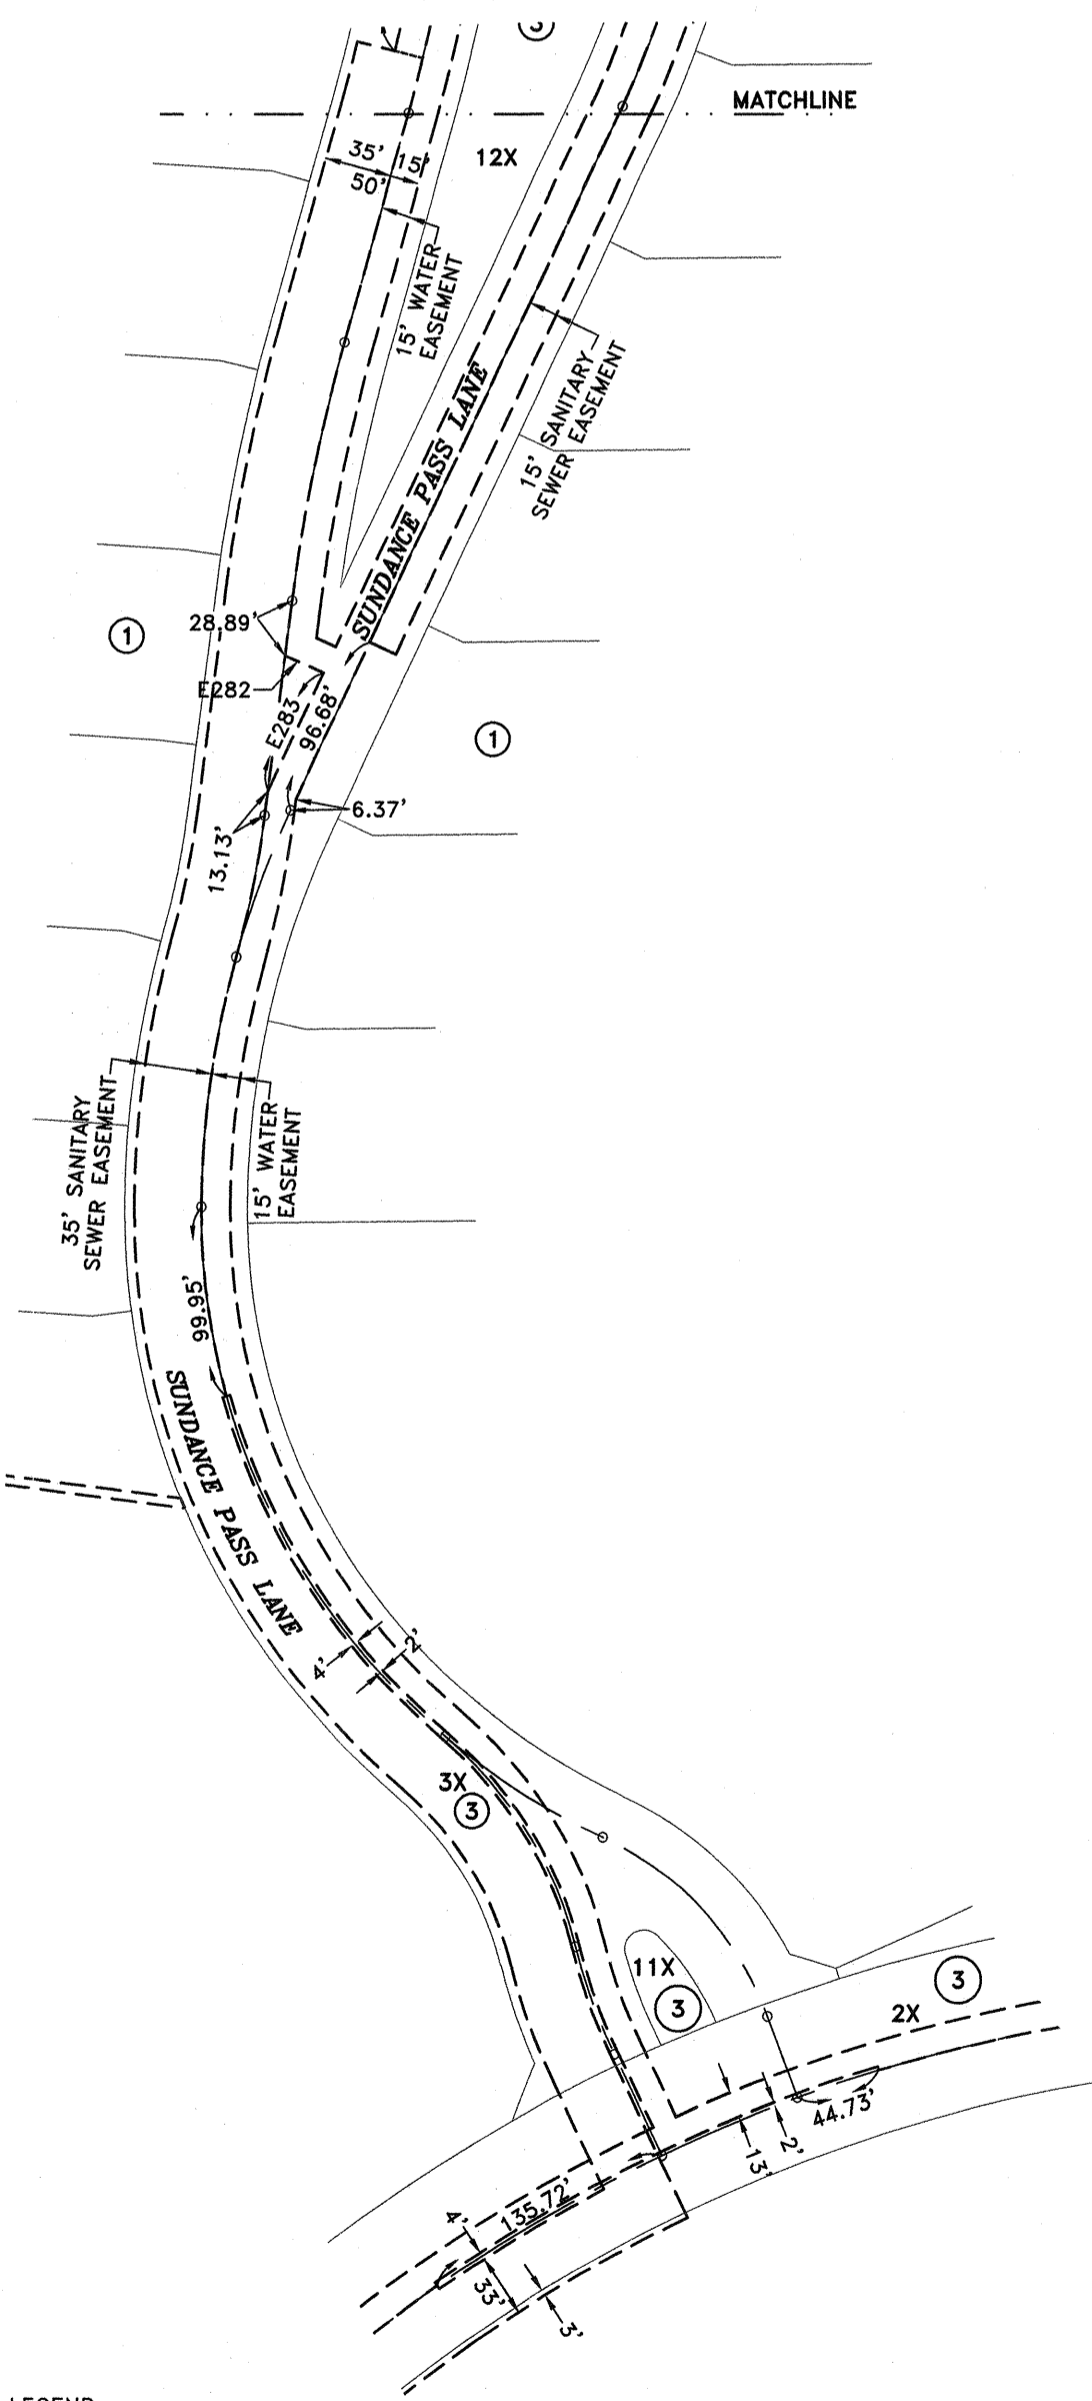 3
MATCHLINE
35'
15'
50'
12X
15' WATER
EASEMENT
15' SANITARY
SEWER EASEMENT
SUNDANCE PASS LANE
28.89'
1
E282
E283
96.68'
1
6.37'
13.13'
35' SANITARY
SEWER EASEMENT
15' WATER
EASEMENT
99.95'
SUNDANCE PASS LANE
2'
4'
3X
3
11X
3
3
2X
44.73'
2'
13'
135.72'
4'
33'
3'
LEGEND